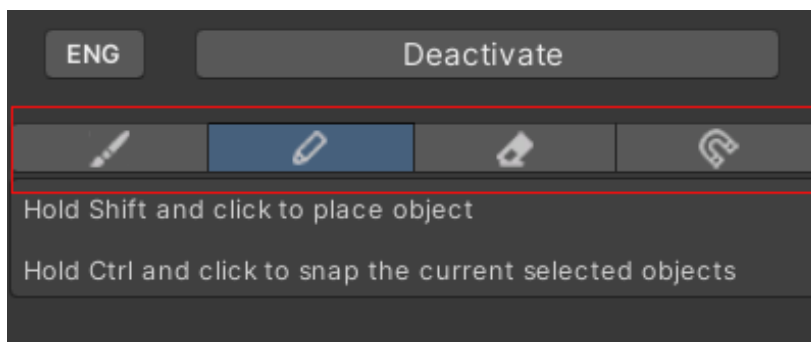 ENG
Deactivate
Hold Shift and click to place object
Hold Ctrl and click to snap the current selected objects